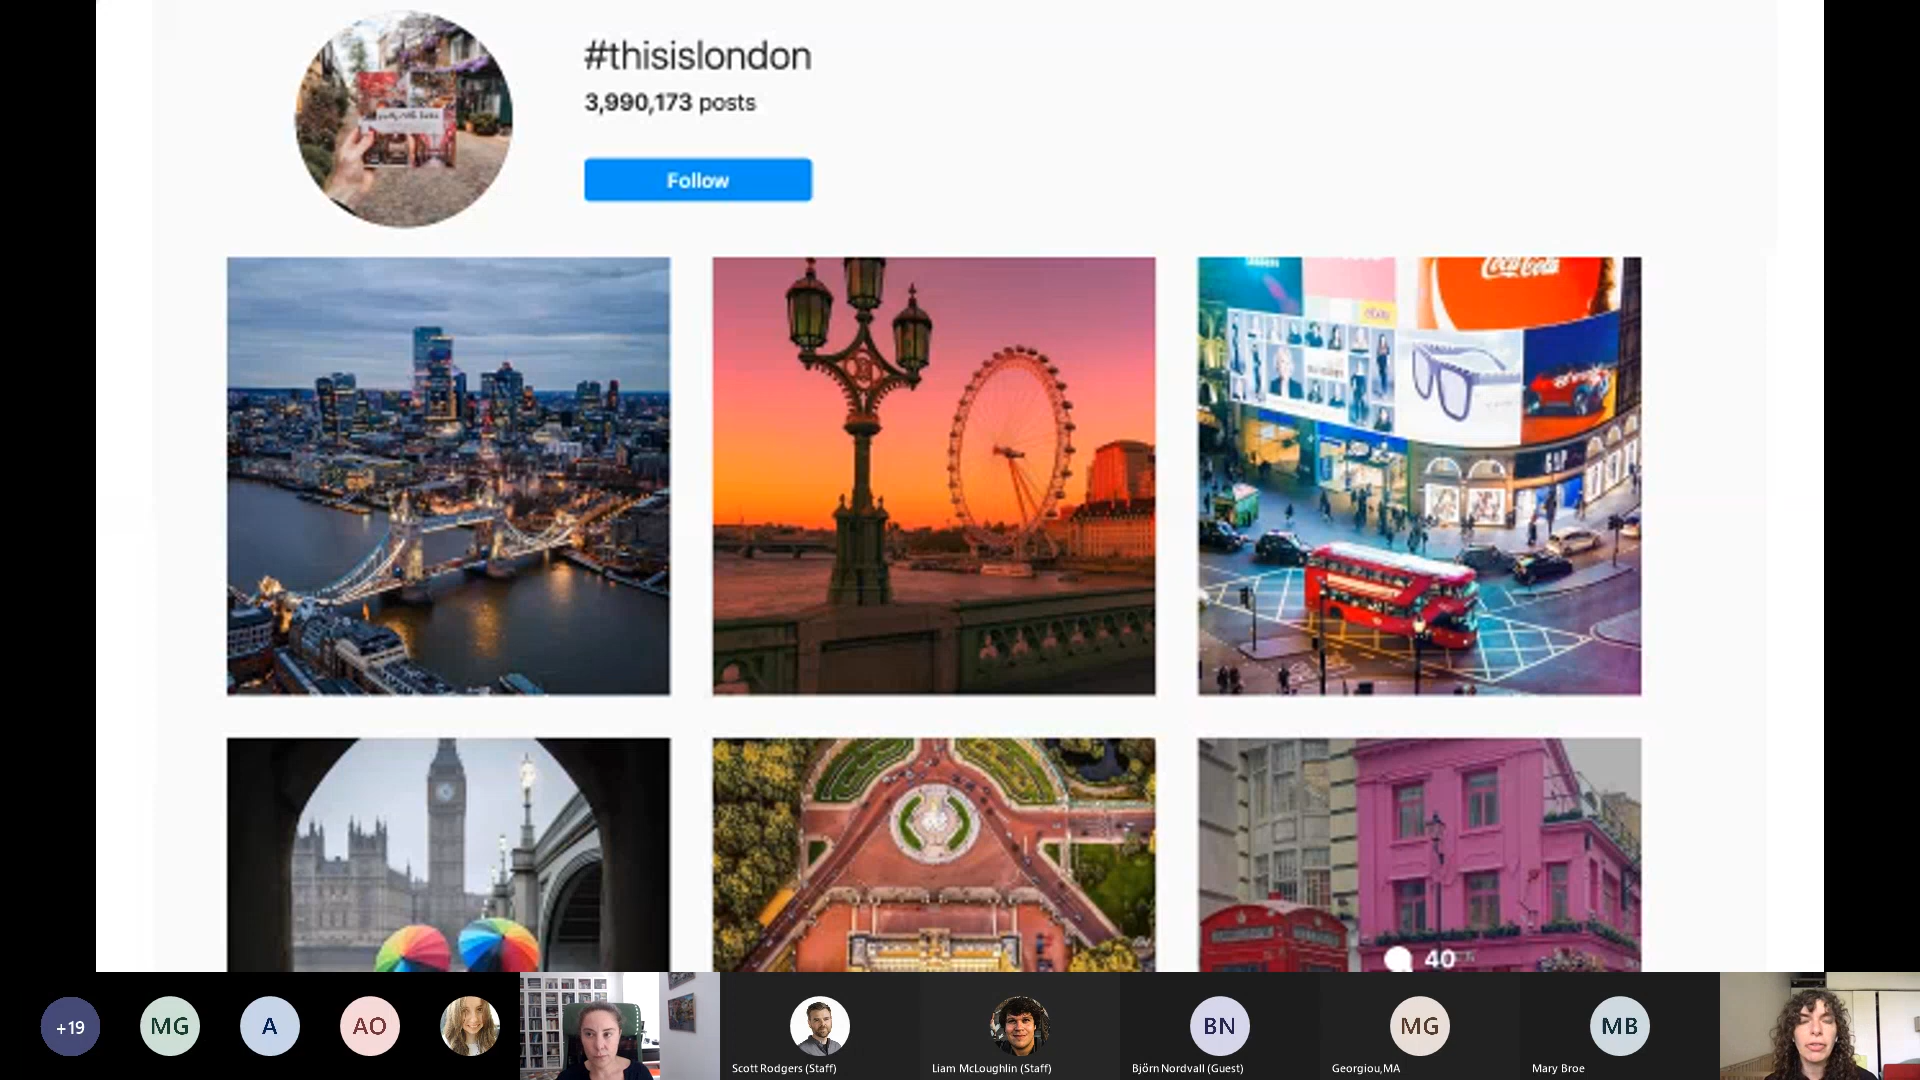 #thisislondon
3,990,173 posts
Follow
Coca-Cola
ebay
GAP
40
+19
MG
A
AO
BN
MG
MB
Scott Rodgers (Staff)
Liam McLoughlin (Staff)
Björn Nordvall (Guest)
Georgiou,MA
Mary Broe